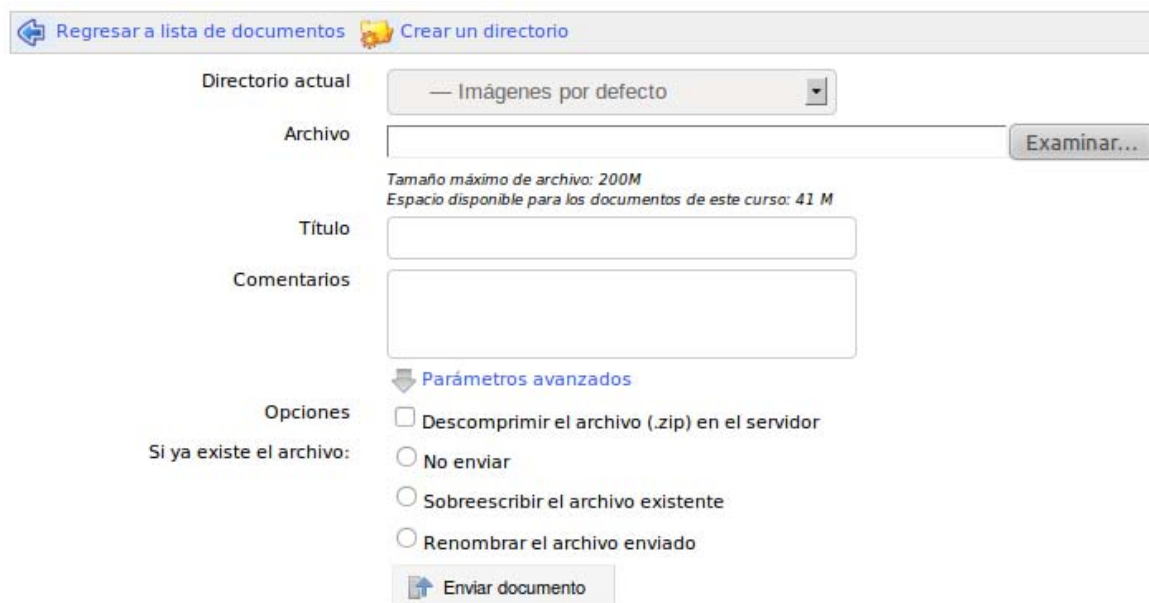 Regresar a lista de documentos Crear un directorio
Directorio actual — Imágenes por defecto
Archivo Examinar...
Tamaño máximo de archivo: 200M
Espacio disponible para los documentos de este curso: 41 M
Título
Comentarios
Parámetros avanzados
Opciones Descomprimir el archivo (.zip) en el servidor
Si ya existe el archivo: No enviar
Sobreescribir el archivo existente
Renombrar el archivo enviado
Enviar documento